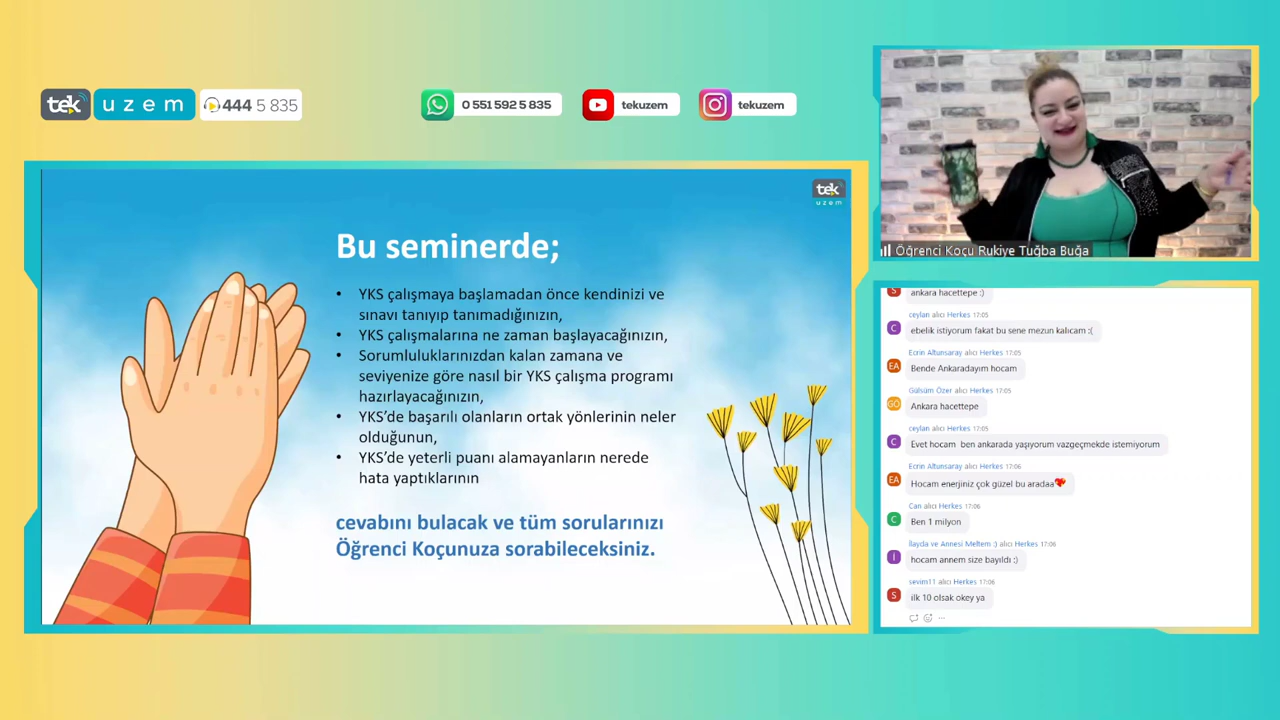 tek uzem 444 5 835
0 551 592 5 835
tekuzem
tekuzem
tek
uzem
Bu seminerde;
• YKS çalışmaya başlamadan önce kendinizi ve
sınavı tanıyıp tanımadığınızın,
• YKS çalışmalarına ne zaman başlayacağınızın,
• Sorumluluklarınızdan kalan zamana ve
seviyenize göre nasıl bir YKS çalışma programı
hazırlayacağınızın,
• YKS’de başarılı olanların ortak yönlerinin neler
olduğunun,
• YKS’de yeterli puanı alamayanların nerede
hata yaptıklarının
cevabını bulacak ve tüm sorularınızı
Öğrenci Koçunuza sorabileceksiniz.
Öğrenci Koçu Rukiye Tuğba Buğa
S
ankara hacettepe :)
ceylan alıcı Herkes 17:05
C
ebelik istiyorum fakat bu sene mezun kalıcam :(
Ecrin Altunsaray alıcı Herkes 17:05
EA
Bende Ankaradayım hocam
Gülsüm Özer alıcı Herkes 17:05
GÖ
Ankara hacettepe
ceylan alıcı Herkes 17:05
C
Evet hocam ben ankarada yaşıyorum vazgeçmekde istemiyorum
Ecrin Altunsaray alıcı Herkes 17:06
EA
Hocam enerjiniz çok güzel bu aradaa
Can alıcı Herkes 17:06
C
Ben 1 milyon
İlayda ve Annesi Meltem :) alıcı Herkes 17:06
İ
hocam annem size bayıldı :)
sevim11 alıcı Herkes 17:06
S
ilk 10 olsak okey ya